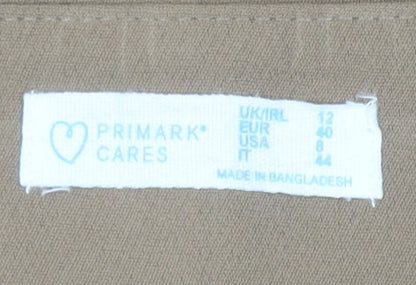 PRIMARK®
CARES
UK/IRL 12
EUR 40
USA 8
IT 44
MADE IN BANGLADESH